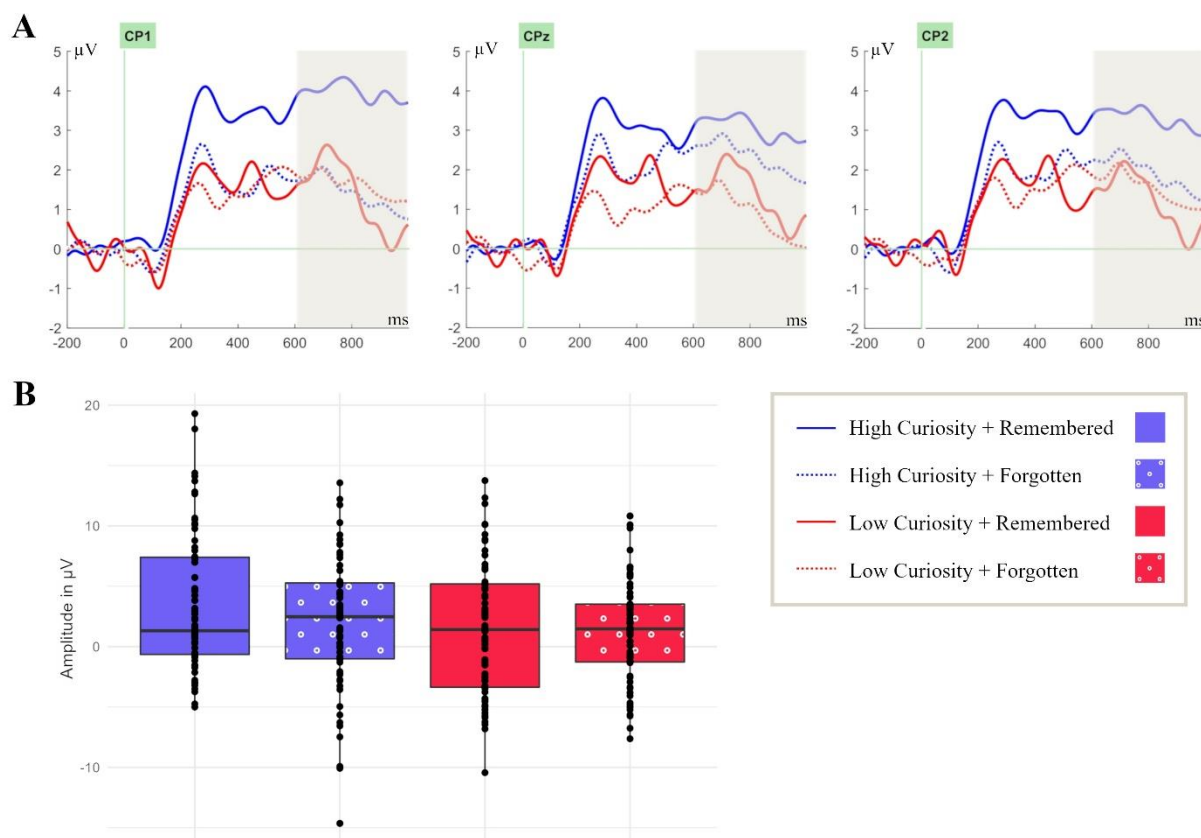 A
CP1
CPz
CP2
μV
μV
μV
5
4
3
2
1
0
-1
-2
-200 0 200 400 600 800
ms
5
4
3
2
1
0
-1
-2
-200 0 200 400 600 800
ms
5
4
3
2
1
0
-1
-2
-200 0 200 400 600 800
ms
B
Amplitude in μV
20
10
0
-10
High Curiosity + Remembered
High Curiosity + Forgotten
Low Curiosity + Remembered
Low Curiosity + Forgotten